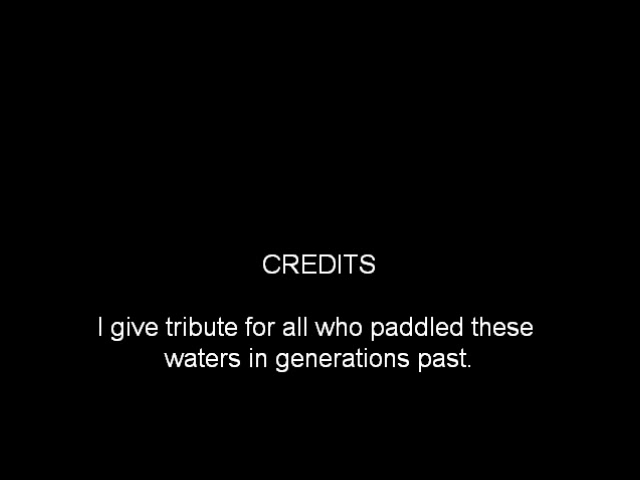 CREDITS
I give tribute for all who paddled these
waters in generations past.